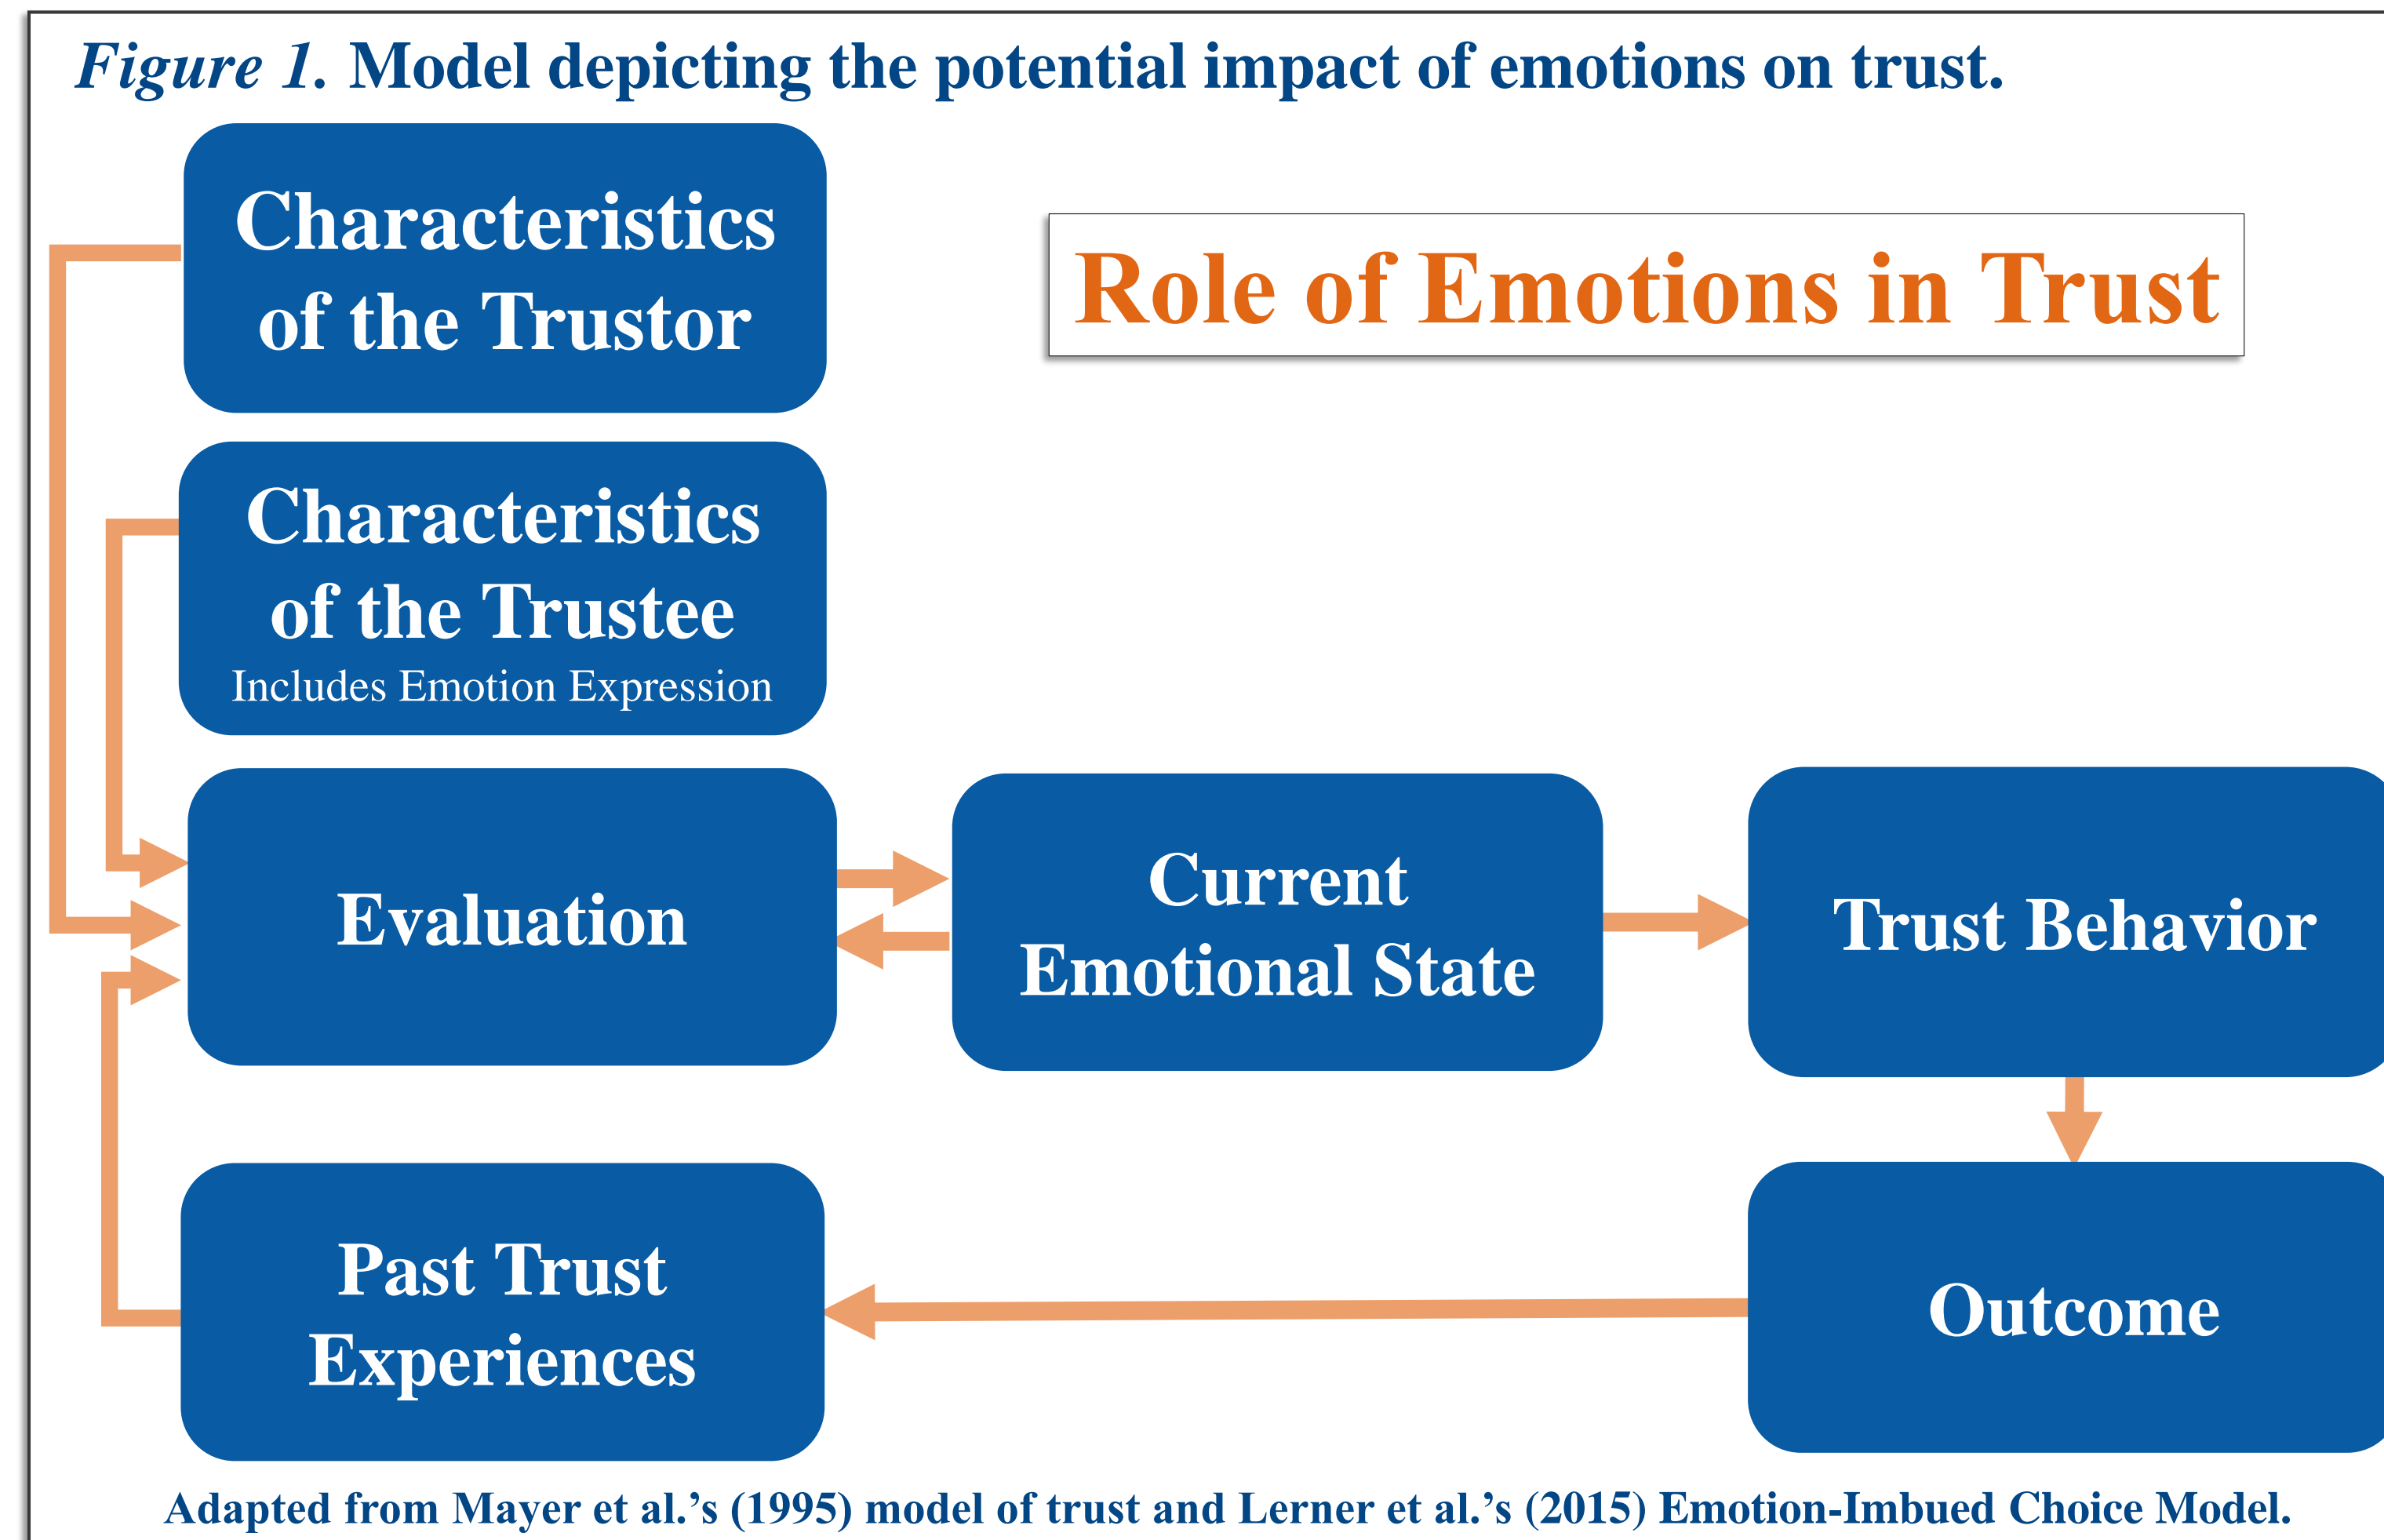 Figure 1. Model depicting the potential impact of emotions on trust.
Characteristics
of the Trustor
Role of Emotions in Trust
Characteristics
of the Trustee
Includes Emotion Expression
Evaluation
Current
Emotional State
Trust Behavior
Past Trust
Experiences
Outcome
Adapted from Mayer et al.’s (1995) model of trust and Lerner et al.’s (2015) Emotion-Imbued Choice Model.